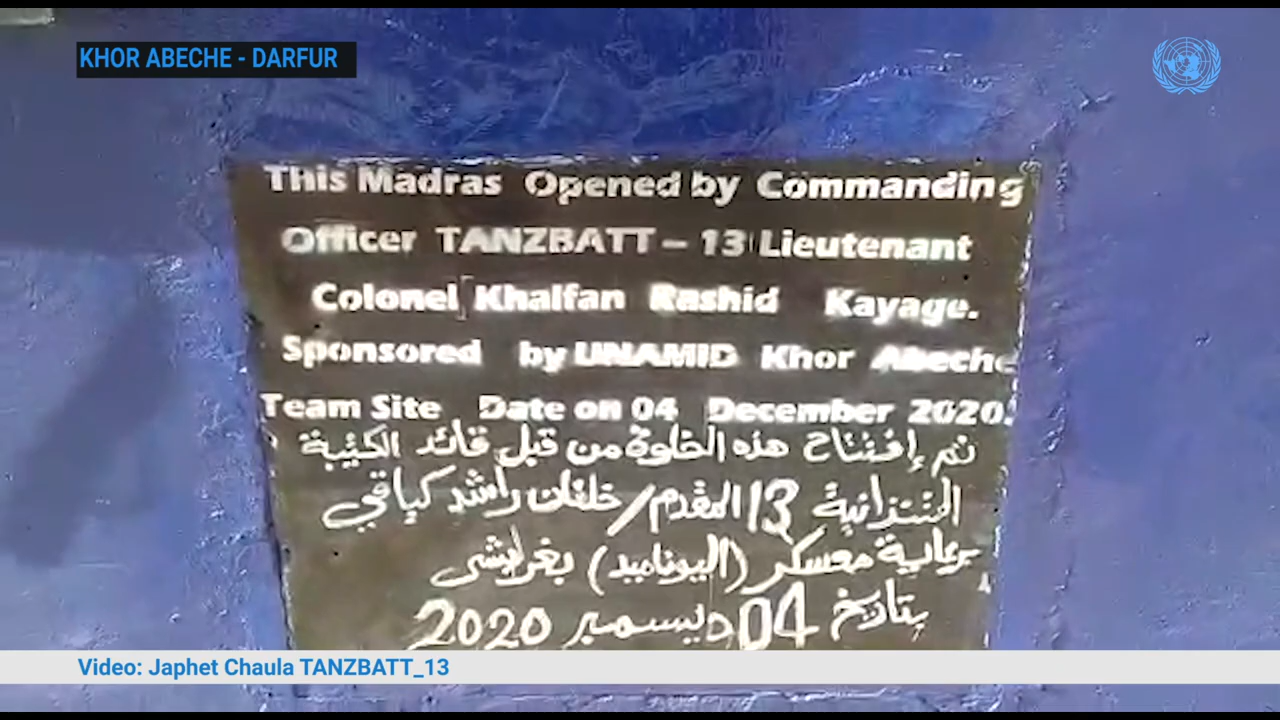 KHOR ABECHE - DARFUR
This Madras Opened by Commanding
Officer TANZBATT – 13 Lieutenant
Colonel Khalfan Rashid Kayage.
Sponsored by UNAMID Khor Abeche
Team Site Date on 04 December 2020.
تم إفتتاح هذه الخلوة من قبل قائد الكتيبة
التنزانية 13 المقدم/ خلفان راشد كياقي
برعاية معسكر (اليوناميد) بخرابشى
بتاريخ 04 ديسمبر 2020
Video: Japhet Chaula TANZBATT_13